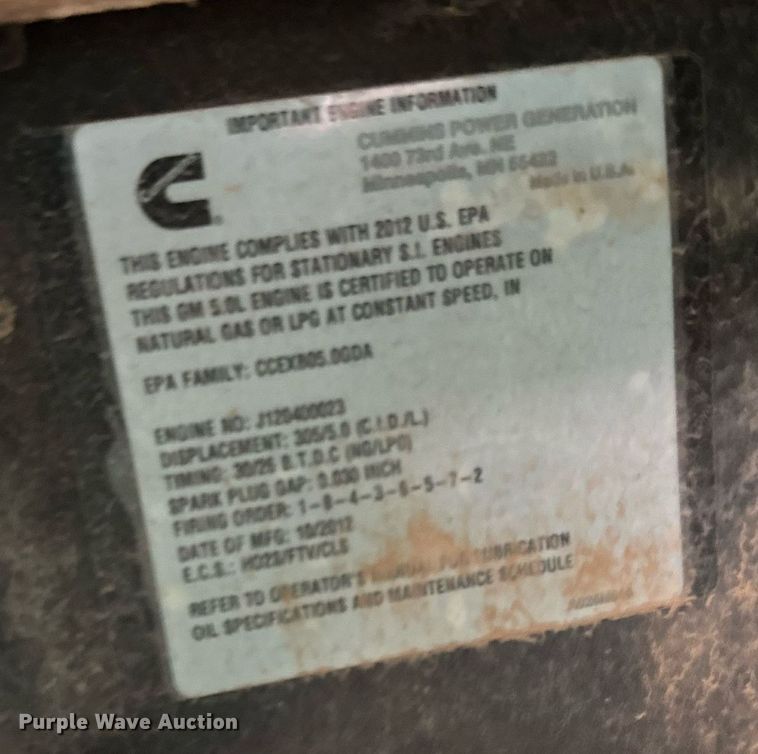 IMPORTANT ENGINE INFORMATION
CUMMINS POWER GENERATION
1400 73rd Ave. NE
Minneapolis, MN 55432
Made in U.S.A.
THIS ENGINE COMPLIES WITH 2012 U.S. EPA
REGULATIONS FOR STATIONARY S.I. ENGINES
THIS GM 5.0L ENGINE IS CERTIFIED TO OPERATE ON
NATURAL GAS OR LPG AT CONSTANT SPEED, IN
EPA FAMILY: CCEXB05.0GDA
ENGINE NO: J120400023
DISPLACEMENT: 305/5.0 (C.I.D./L.)
TIMING: 30/25 B.T.D.C (NG/LPG)
SPARK PLUG GAP: 0.030 INCH
FIRING ORDER: 1-8-4-3-6-5-7-2
DATE OF MFG: 10/2012
E.C.S.: HO2S/FTV/CLS
REFER TO OPERATOR'S MANUAL FOR LUBRICATION
OIL SPECIFICATIONS AND MAINTENANCE SCHEDULE
Purple Wave Auction